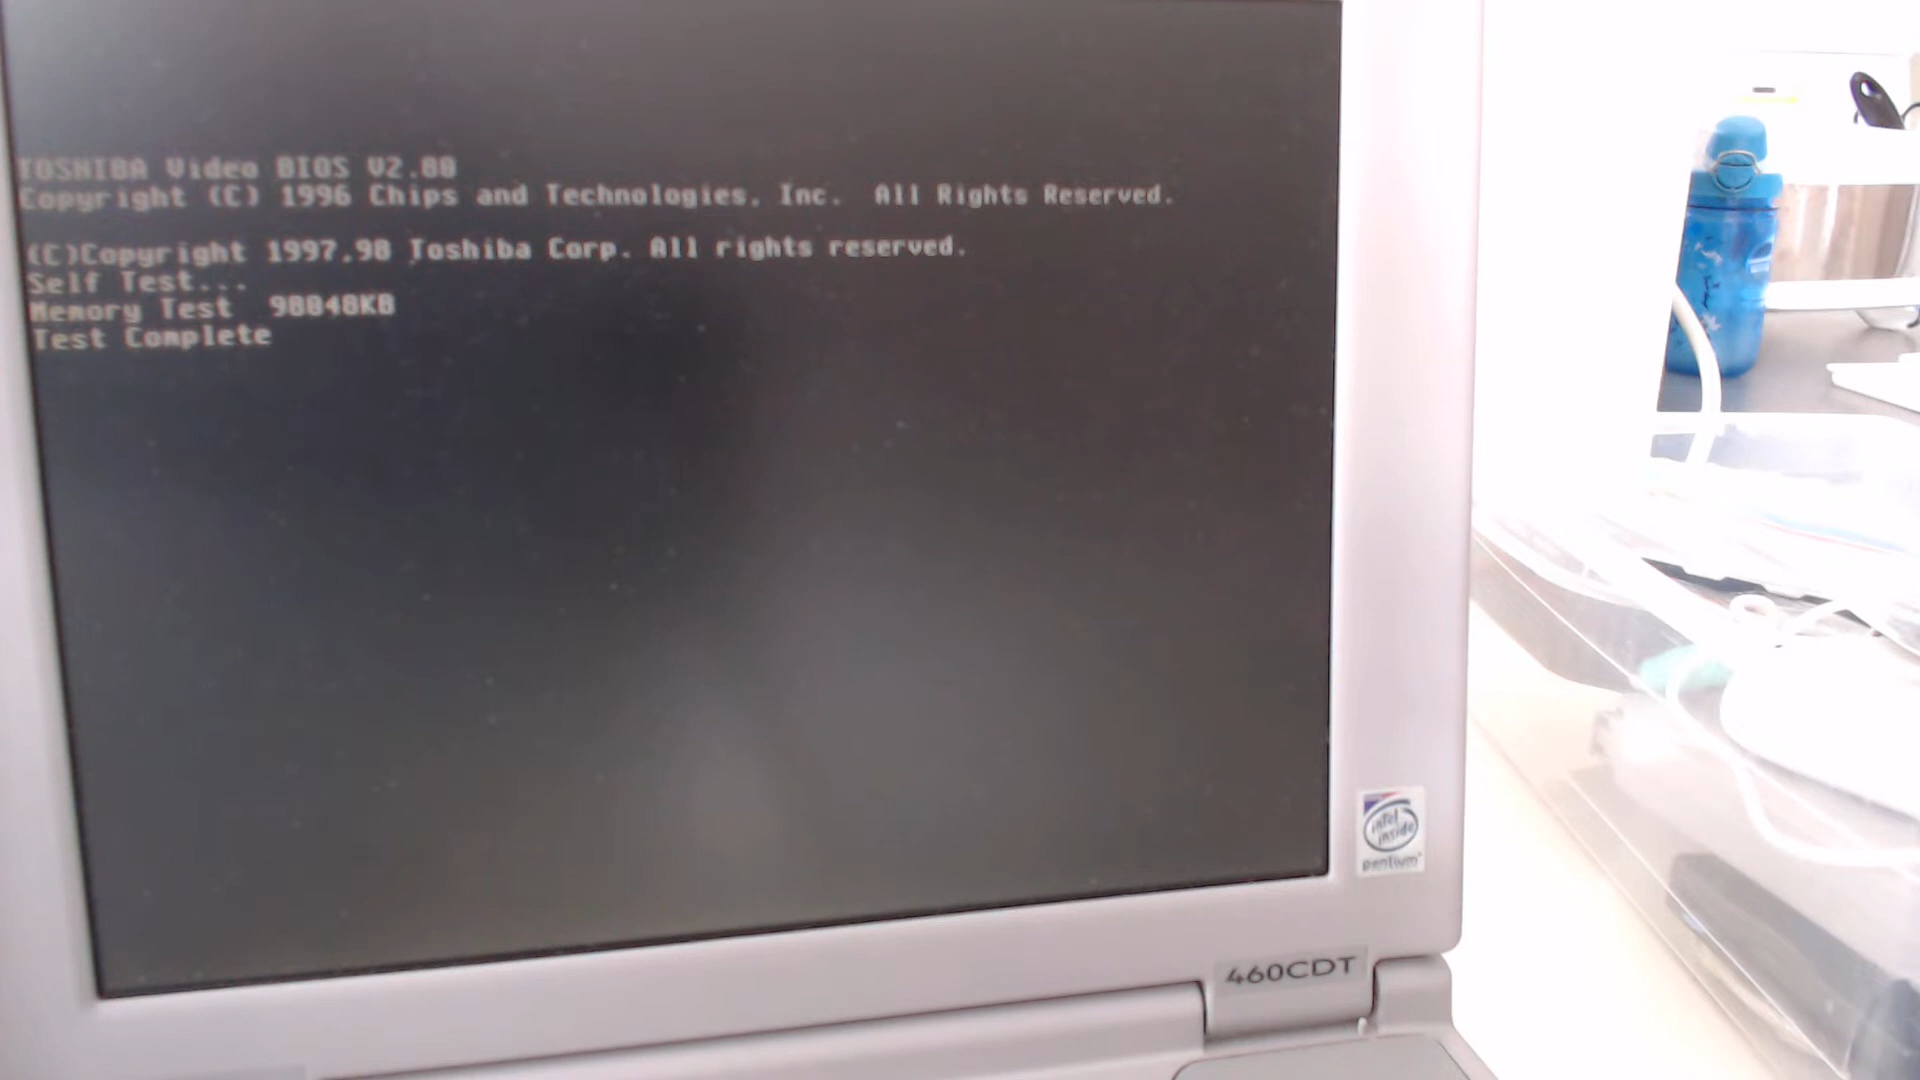 TOSHIBA Video BIOS V2.00
Copyright (C) 1996 Chips and Technologies, Inc.  All Rights Reserved.
(C)Copyright 1997,98 Toshiba Corp. All rights reserved.
Self Test...
Memory Test  98048KB
Test Complete
intel
inside
pentium
460CDT